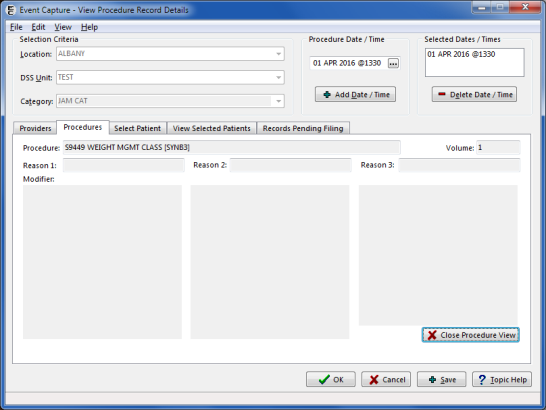 Event Capture - View Procedure Record Details
File Edit View Help
Selection Criteria
Location: ALBANY
DSS Unit: TEST
Category: JAM CAT
Procedure Date / Time
01 APR 2016 @1330 ...
Add Date / Time
Selected Dates / Times
01 APR 2016 @1330
Delete Date / Time
Providers Procedures Select Patient View Selected Patients Records Pending Filing
Procedure: S9449 WEIGHT MGMT CLASS [SYNB3] Volume: 1
Reason 1: Reason 2: Reason 3:
Modifier:
Close Procedure View
OK Cancel Save Topic Help